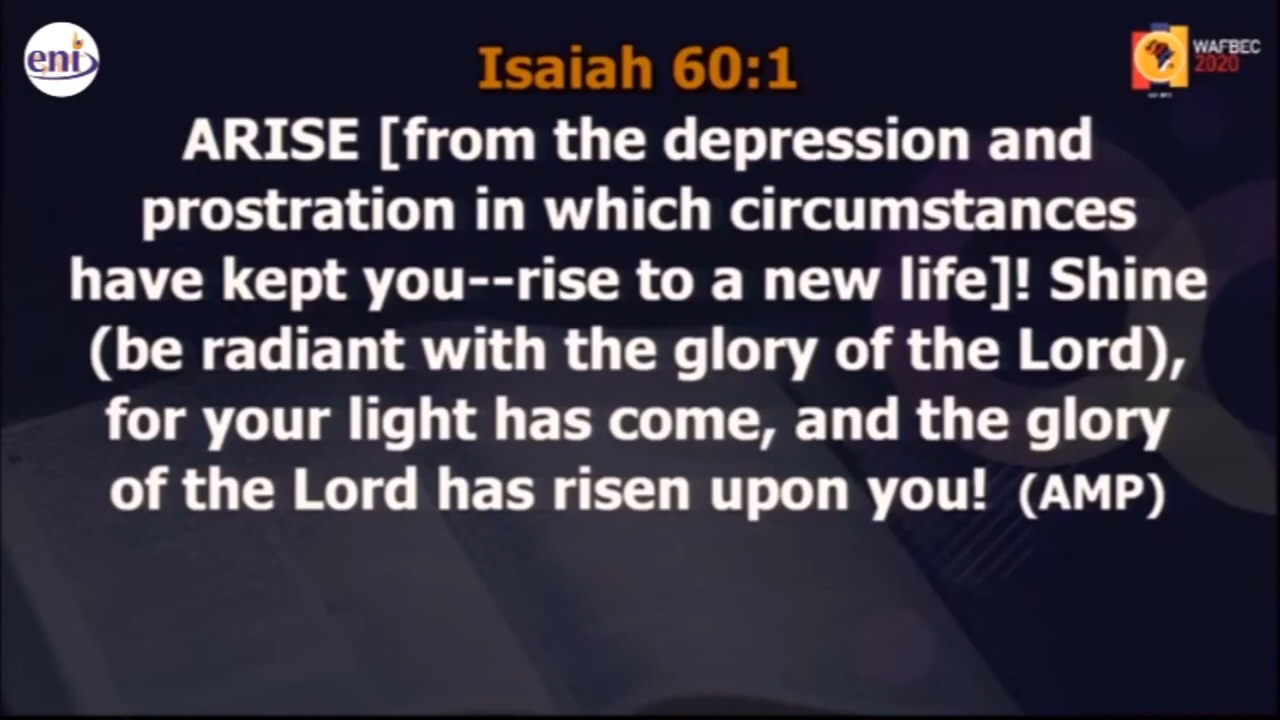 eni
WAFBEC
2020
Isaiah 60:1
ARISE [from the depression and
prostration in which circumstances
have kept you--rise to a new life]! Shine
(be radiant with the glory of the Lord),
for your light has come, and the glory
of the Lord has risen upon you! (AMP)